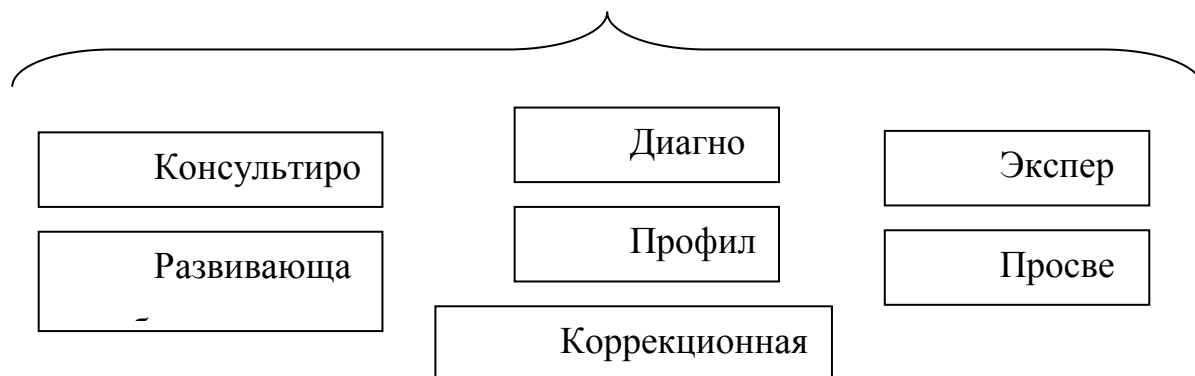 Консультиро
Диагно
Экспер
Развивающа
Профил
Просве
Коррекционная